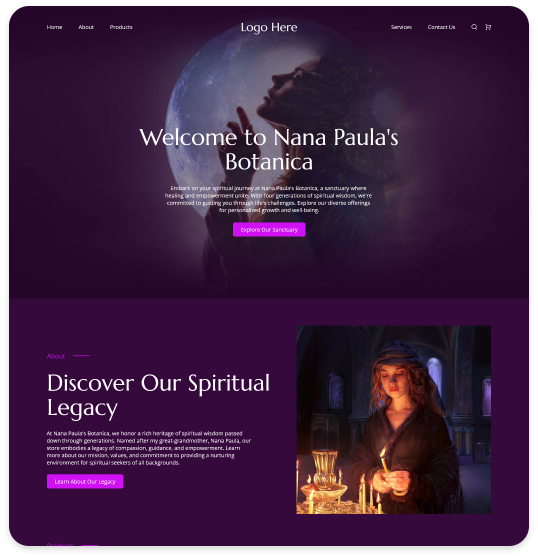 Home About Products Logo Here Services Contact Us
Welcome to Nana Paula's
Botanica
Embark on your spiritual journey at Nana Paula's Botanica, a sanctuary where
healing and empowerment unite. With four generations of spiritual wisdom, we're
committed to guiding you through life's challenges. Explore our diverse offerings
for personalized growth and well-being.
Explore Our Sanctuary
About
Discover Our Spiritual
Legacy
At Nana Paula's Botanica, we honor a rich heritage of spiritual wisdom passed
down through generations. Named after my great-grandmother, Nana Paula, our
store embodies a legacy of compassion, guidance, and empowerment. Learn
more about our mission, values, and commitment to providing a nurturing
environment for spiritual seekers of all backgrounds.
Learn About Our Legacy
Products